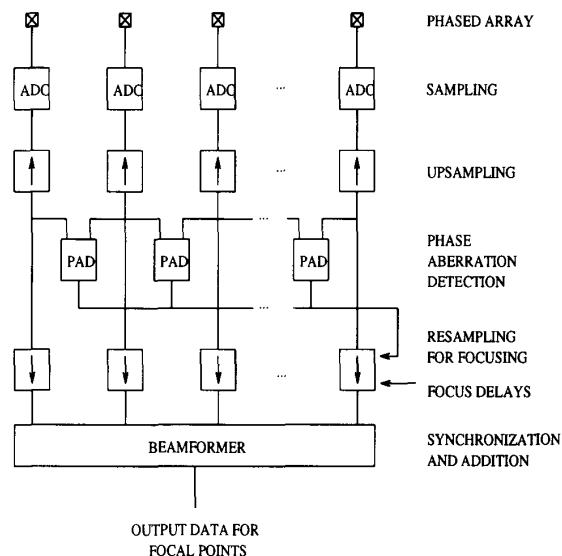 PHASED ARRAY
ADC ADC ADC ADC
...
SAMPLING
...
UPSAMPLING
...
PAD PAD PAD
PHASE
ABERRATION
DETECTION
...
RESAMPLING
FOR FOCUSING
...
FOCUS DELAYS
BEAMFORMER
SYNCHRONIZATION
AND ADDITION
OUTPUT DATA FOR
FOCAL POINTS